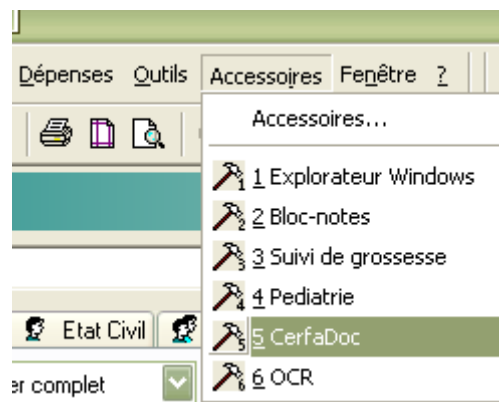 Dépenses Outils Accessoires Fenêtre ?
Accessoires...
1 Explorateur Windows
2 Bloc-notes
3 Suivi de grossesse
4 Pediatrie
Etat Civil
5 CerfaDoc
er complet
6 OCR